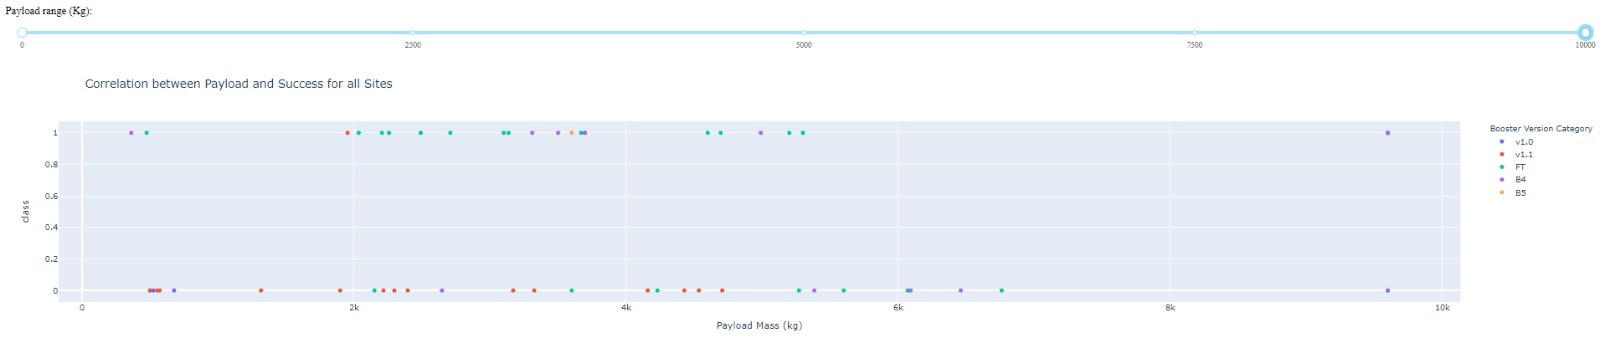 Payload range (Kg):
0 2500 5000 7500 10000
Correlation between Payload and Success for all Sites
1
0.8
0.6
0.4
0.2
0
class
0 2k 4k 6k 8k 10k
Payload Mass (kg)
Booster Version Category
v1.0
v1.1
FT
B4
B5